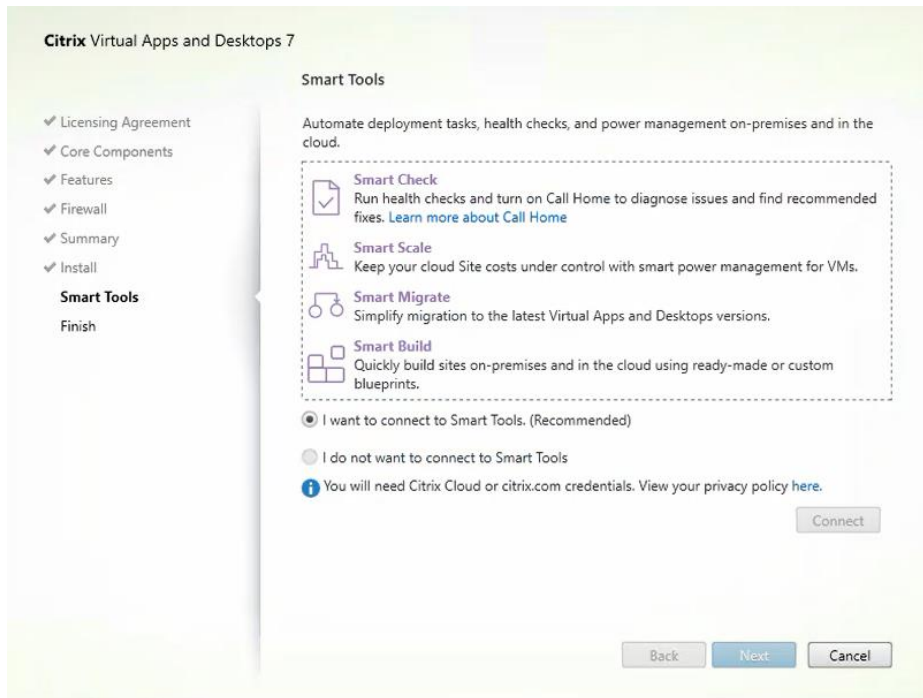 Citrix Virtual Apps and Desktops 7
Smart Tools
Licensing Agreement
Core Components
Features
Firewall
Summary
Install
Smart Tools
Finish
Automate deployment tasks, health checks, and power management on-premises and in the
cloud.
Smart Check
Run health checks and turn on Call Home to diagnose issues and find recommended
fixes. Learn more about Call Home
Smart Scale
Keep your cloud Site costs under control with smart power management for VMs.
Smart Migrate
Simplify migration to the latest Virtual Apps and Desktops versions.
Smart Build
Quickly build sites on-premises and in the cloud using ready-made or custom
blueprints.
I want to connect to Smart Tools. (Recommended)
I do not want to connect to Smart Tools
You will need Citrix Cloud or citrix.com credentials. View your privacy policy here.
Connect
Back
Next
Cancel